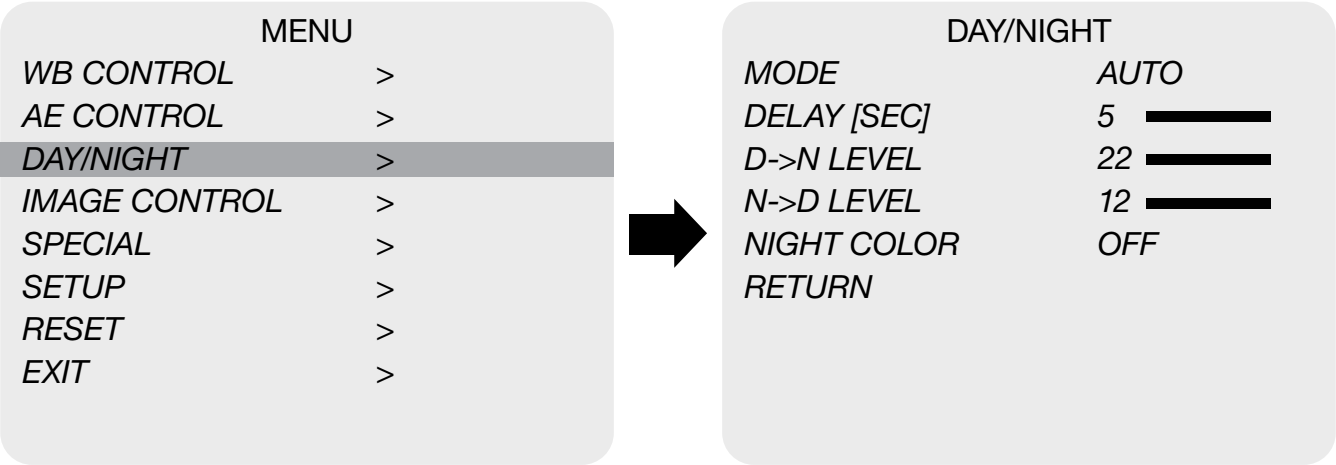 MENU
WB CONTROL >
AE CONTROL >
DAY/NIGHT >
IMAGE CONTROL >
SPECIAL >
SETUP >
RESET >
EXIT >
DAY/NIGHT
MODE AUTO
DELAY [SEC] 5
D->N LEVEL 22
N->D LEVEL 12
NIGHT COLOR OFF
RETURN